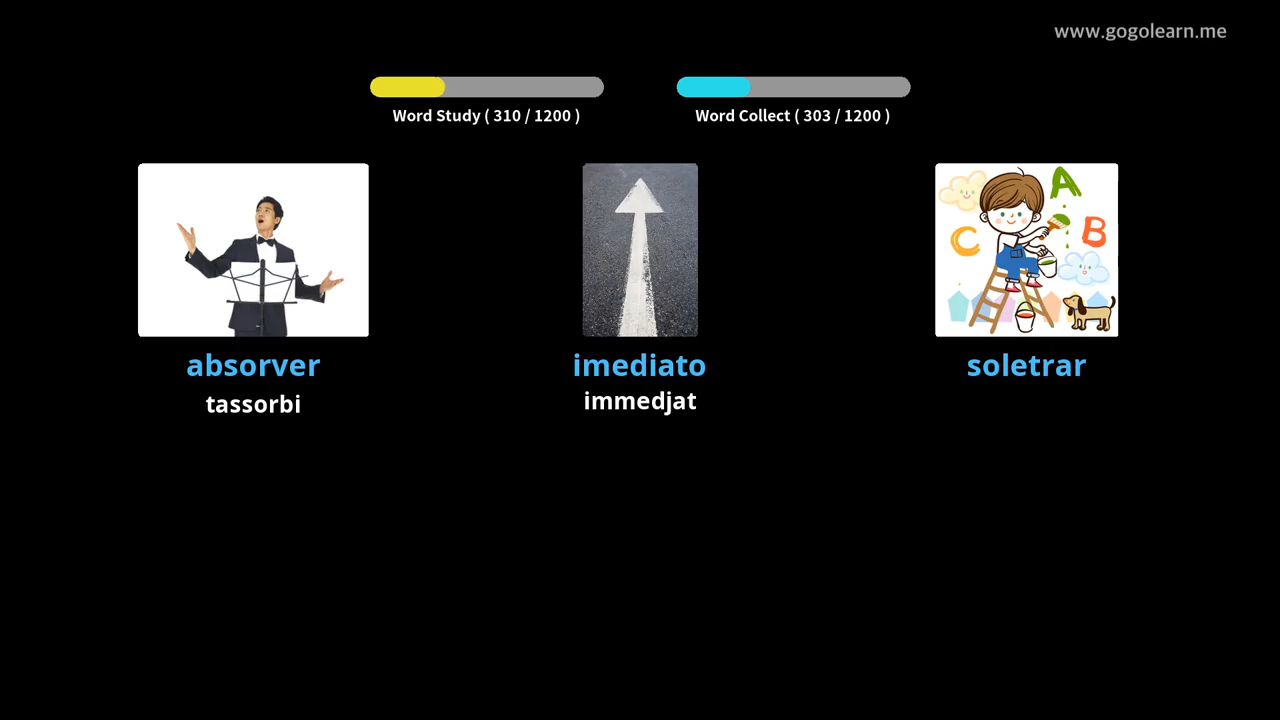 www.gogolearn.me
Word Study ( 310 / 1200 )
Word Collect ( 303 / 1200 )
A
B
C
absorver
imediato
soletrar
tassorbi
immedjat